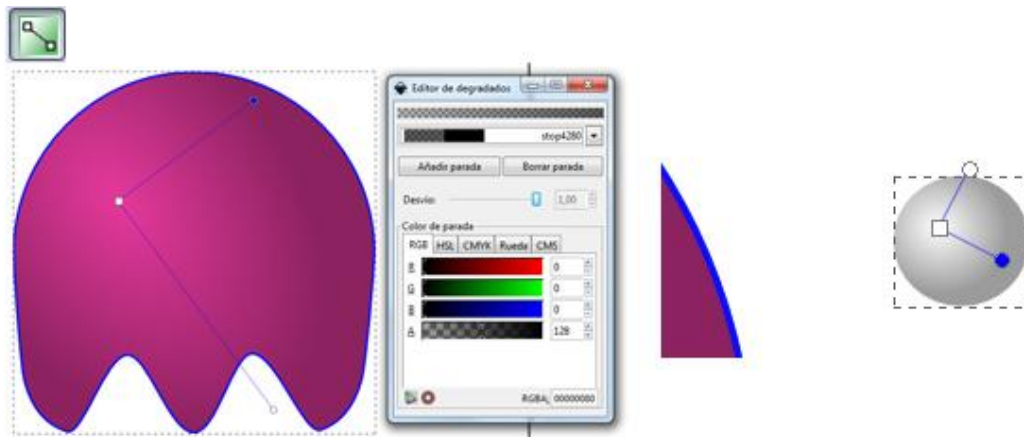 Editor de degradados
stop4280
Añadir parada Borrar parada
Desvío: 1,00
Color de parada
RGB HSL CMYK Rueda CMS
R 0
G 0
B 0
A 128
RGBA: 00000080